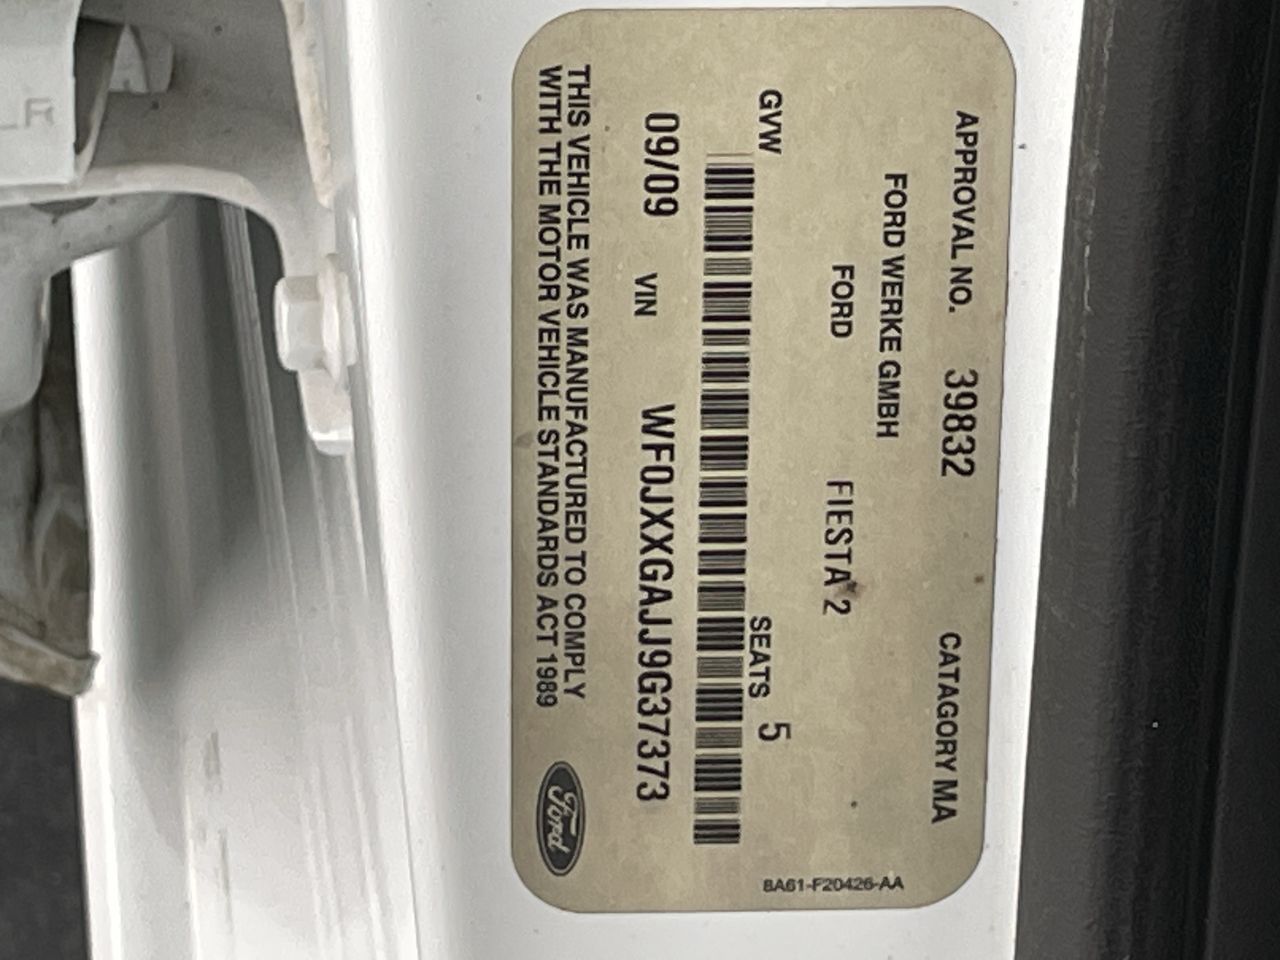 APPROVAL NO. 39832 CATAGORY MA
FORD WERKE GMBH
FORD FIESTA 2
GVW SEATS 5
09/09 VIN WF0JXXGAJJ9G37373
THIS VEHICLE WAS MANUFACTURED TO COMPLY
WITH THE MOTOR VEHICLE STANDARDS ACT 1989
Ford
8A61-F20426-AA
LR